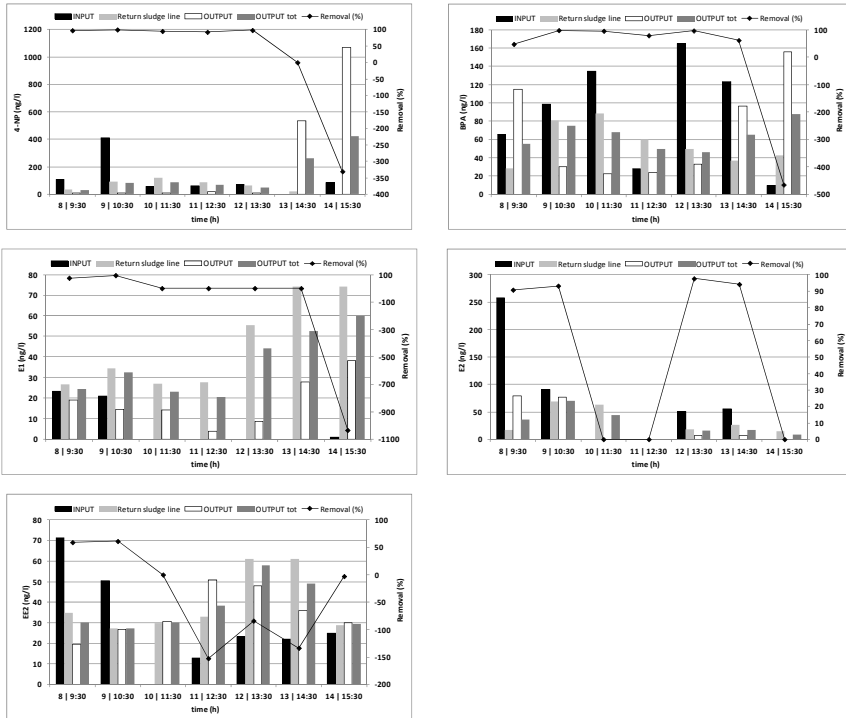 INPUT Return sludge line OUTPUT OUTPUT tot Removal (%)
1200 1000 800 600 400 200 0
4-NP (ng/l)
100 50 0 -50 -100 -150 -200 -250 -300 -350 -400
Removal (%)
8 | 9:30 9 | 10:30 10 | 11:30 11 | 12:30 12 | 13:30 13 | 14:30 14 | 15:30
time (h)
INPUT Return sludge line OUTPUT OUTPUT tot Removal (%)
180 160 140 120 100 80 60 40 20 0
BPA (ng/l)
100 0 -100 -200 -300 -400 -500
Removal (%)
8 | 9:30 9 | 10:30 10 | 11:30 11 | 12:30 12 | 13:30 13 | 14:30 14 | 15:30
time (h)
INPUT Return sludge line OUTPUT OUTPUT tot Removal (%)
80 70 60 50 40 30 20 10 0
E1 (ng/l)
100 -100 -300 -500 -700 -900 -1100
Removal (%)
8 | 9:30 9 | 10:30 10 | 11:30 11 | 12:30 12 | 13:30 13 | 14:30 14 | 15:30
time (h)
INPUT Return sludge line OUTPUT OUTPUT tot Removal (%)
300 250 200 150 100 50 0
E2 (ng/l)
100 90 80 70 60 50 40 30 20 10 0
Removal (%)
8 | 9:30 9 | 10:30 10 | 11:30 11 | 12:30 12 | 13:30 13 | 14:30 14 | 15:30
time (h)
INPUT Return sludge line OUTPUT OUTPUT tot Removal (%)
80 70 60 50 40 30 20 10 0
EE2 (ng/l)
100 50 0 -50 -100 -150 -200
Removal (%)
8 | 9:30 9 | 10:30 10 | 11:30 11 | 12:30 12 | 13:30 13 | 14:30 14 | 15:30
time (h)